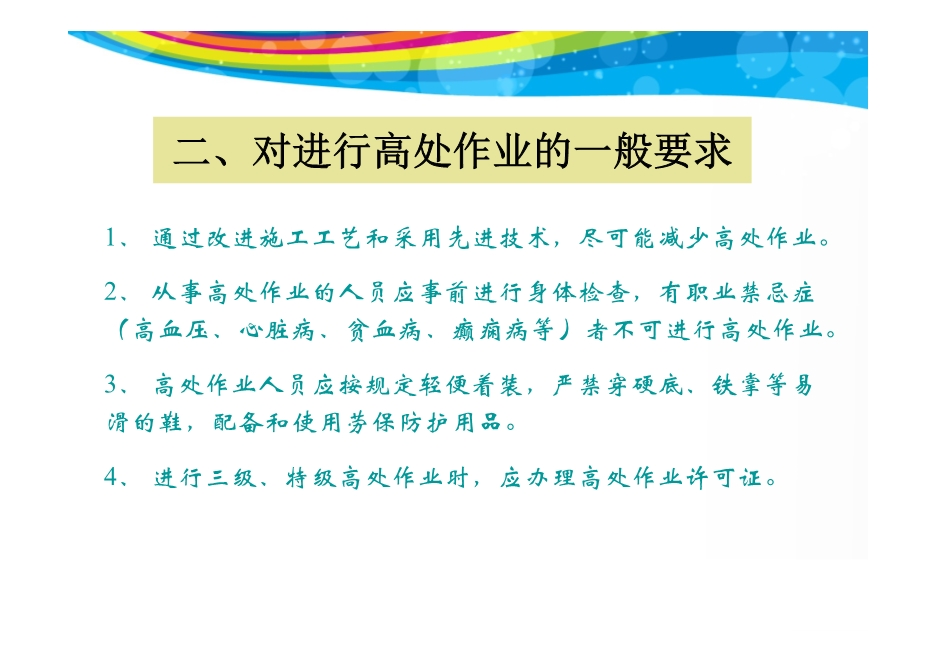 二、对进行高处作业的一般要求
1、 通过改进施工工艺和采用先进技术，尽可能减少高处作业。
2、 从事高处作业的人员应事前进行身体检查，有职业禁忌症
（高血压、心脏病、贫血病、癫痫病等）者不可进行高处作业。
3、 高处作业人员应按规定轻便着装，严禁穿硬底、铁掌等易
滑的鞋，配备和使用劳保防护用品。
4、 进行三级、特级高处作业时，应办理高处作业许可证。